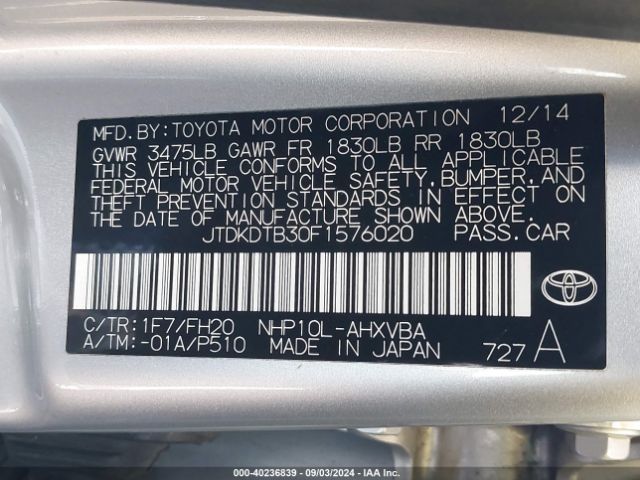 MFD. BY: TOYOTA MOTOR CORPORATION 12/14
GVWR 3475LB GAWR FR 1830LB RR 1830LB
THIS VEHICLE CONFORMS TO ALL APPLICABLE
FEDERAL MOTOR VEHICLE SAFETY, BUMPER, AND
THEFT PREVENTION STANDARDS IN EFFECT ON
THE DATE OF MANUFACTURE SHOWN ABOVE.
JTDKDTB30F1576020 PASS.CAR
C/TR: 1F7/FH20 NHP10L-AHXVBA
A/TM: -01A/P510 MADE IN JAPAN 727 A
000-40236839 - 09/03/2024 - IAA Inc.